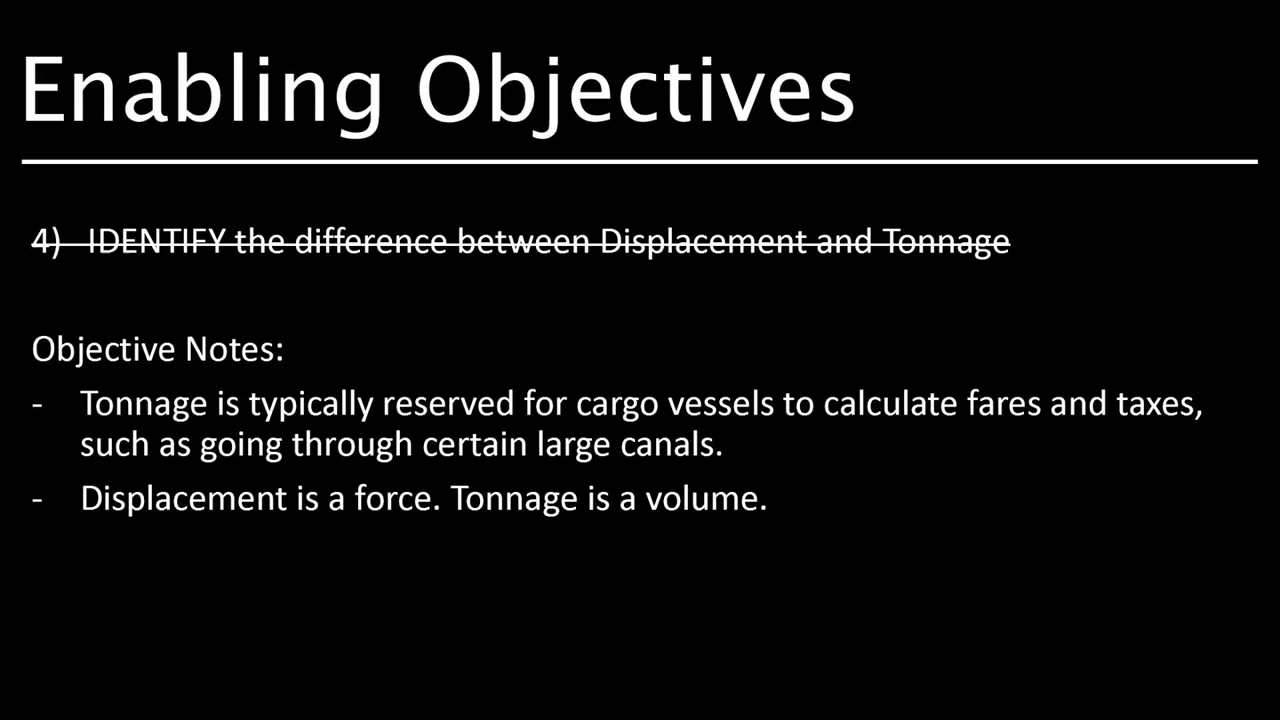 Enabling Objectives
4) IDENTIFY the difference between Displacement and Tonnage
Objective Notes:
- Tonnage is typically reserved for cargo vessels to calculate fares and taxes,
such as going through certain large canals.
- Displacement is a force. Tonnage is a volume.